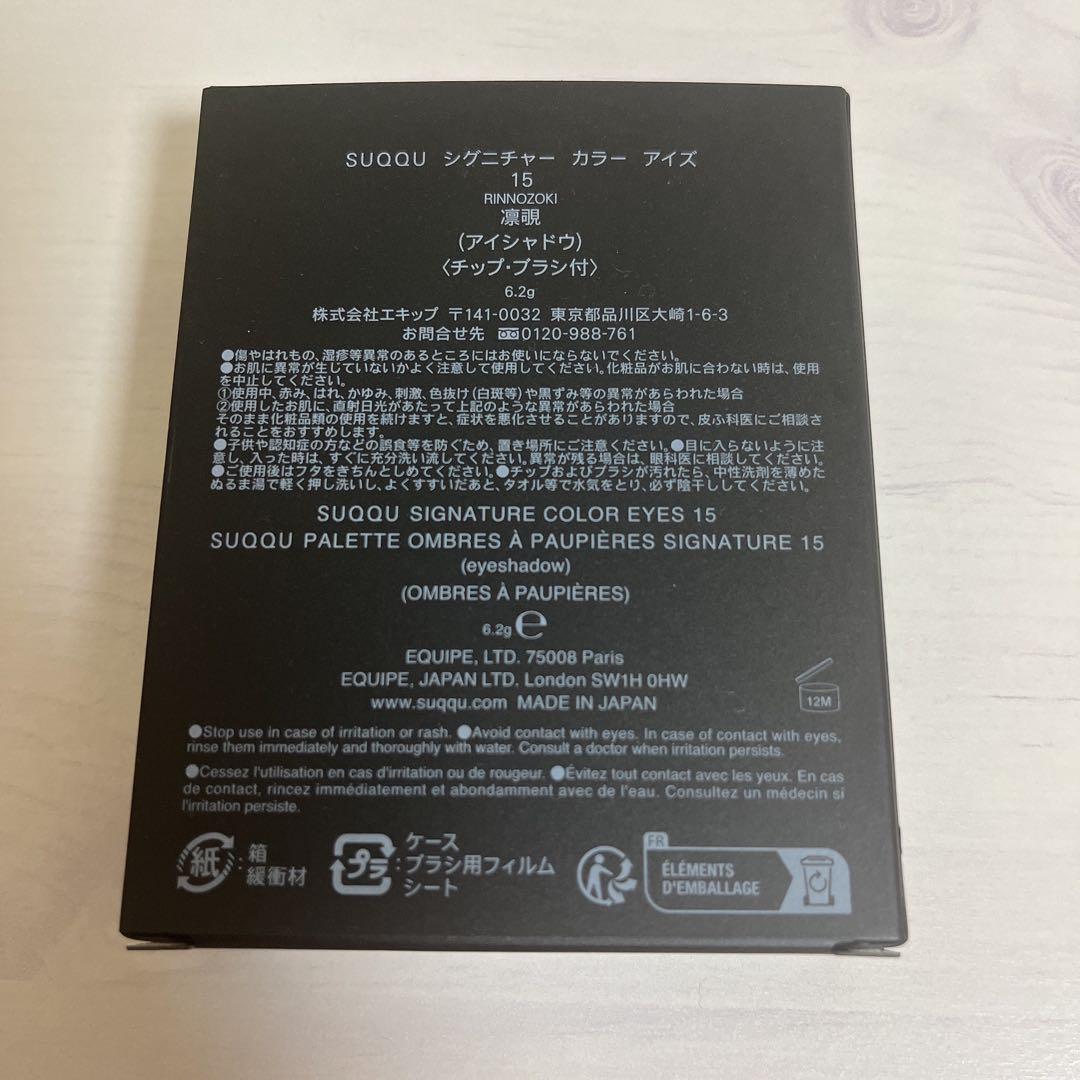 SUQQU シグニチャー カラー アイズ
15
RINNOZOKI
凛覗
(アイシャドウ)
〈チップ・ブラシ付〉
6.2g
株式会社エキップ 〒141-0032 東京都品川区大崎1-6-3
お問合せ先 0120-988-761
●傷やはれもの、湿疹等異常のあるところにはお使いにならないでください。
●お肌に異常が生じていないかよく注意して使用してください。化粧品がお肌に合わない時は、使用
を中止してください。
①使用中、赤み、はれ、かゆみ、刺激、色抜け(白斑等)や黒ずみ等の異常があらわれた場合
②使用したお肌に、直射日光があたって上記のような異常があらわれた場合
そのまま化粧品類の使用を続けますと、症状を悪化させることがありますので、皮ふ科医にご相談さ
れることをおすすめします。
●子供や認知症の方などの誤食等を防ぐため、置き場所にご注意ください。●目に入らないように注
意し、入った時は、すぐに充分洗い流してください。異常が残る場合は、眼科医に相談してください。
●ご使用後はフタをきちんとしめてください。●チップおよびブラシが汚れたら、中性洗剤を薄めた
ぬるま湯で軽く押し洗いし、よくすすいだあと、タオル等で水気をとり、必ず陰干ししてください。
SUQQU SIGNATURE COLOR EYES 15
SUQQU PALETTE OMBRES À PAUPIÈRES SIGNATURE 15
(eyeshadow)
(OMBRES À PAUPIÈRES)
6.2g ℮
EQUIPE, LTD. 75008 Paris
EQUIPE, JAPAN LTD. London SW1H 0HW
www.suqqu.com MADE IN JAPAN
12M
●Stop use in case of irritation or rash. ●Avoid contact with eyes. In case of contact with eyes,
rinse them immediately and thoroughly with water. Consult a doctor when irritation persists.
●Cessez l'utilisation en cas d'irritation ou de rougeur. ●Évitez tout contact avec les yeux. En cas
de contact, rincez immédiatement et abondamment avec de l'eau. Consultez un médecin si
l'irritation persiste.
紙:箱
緩衝材
プラ:ケース
ブラシ用フィルム
シート
FR
ÉLÉMENTS
D'EMBALLAGE